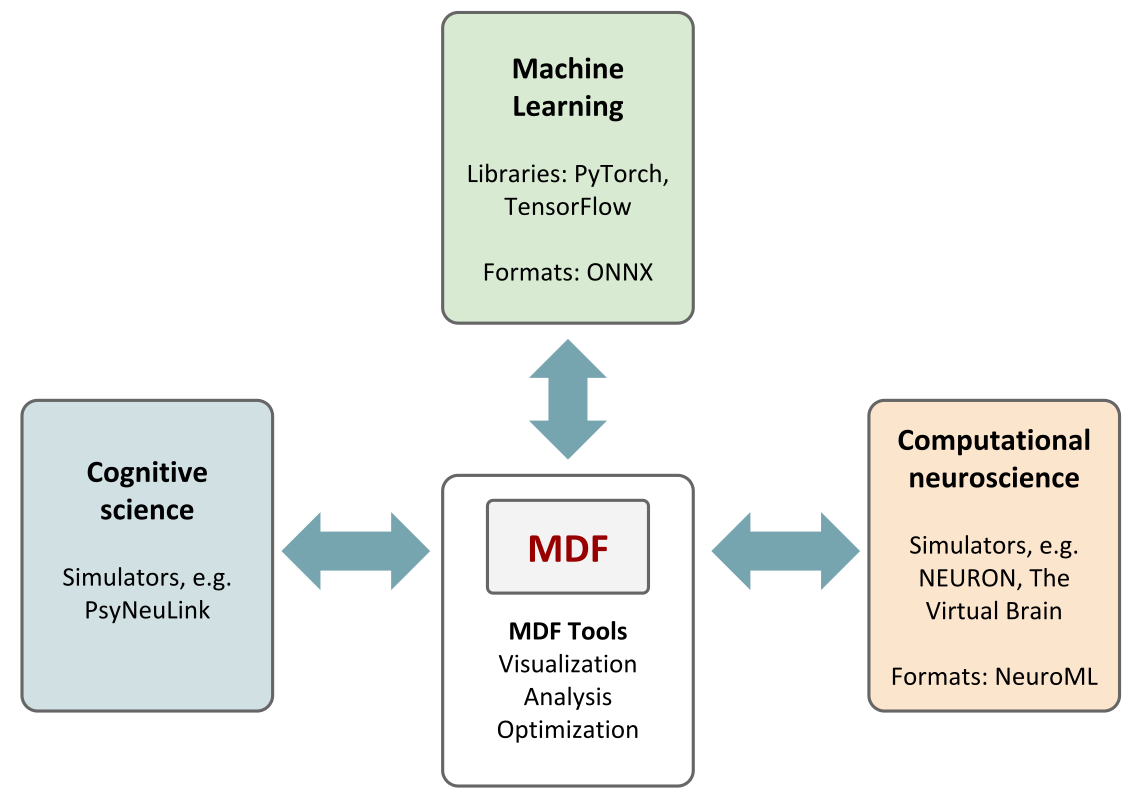 Machine
Learning
Libraries: PyTorch,
TensorFlow
Formats: ONNX
Cognitive
science
Simulators, e.g.
PsyNeuLink
MDF
MDF Tools
Visualization
Analysis
Optimization
Computational
neuroscience
Simulators, e.g.
NEURON, The
Virtual Brain
Formats: NeuroML